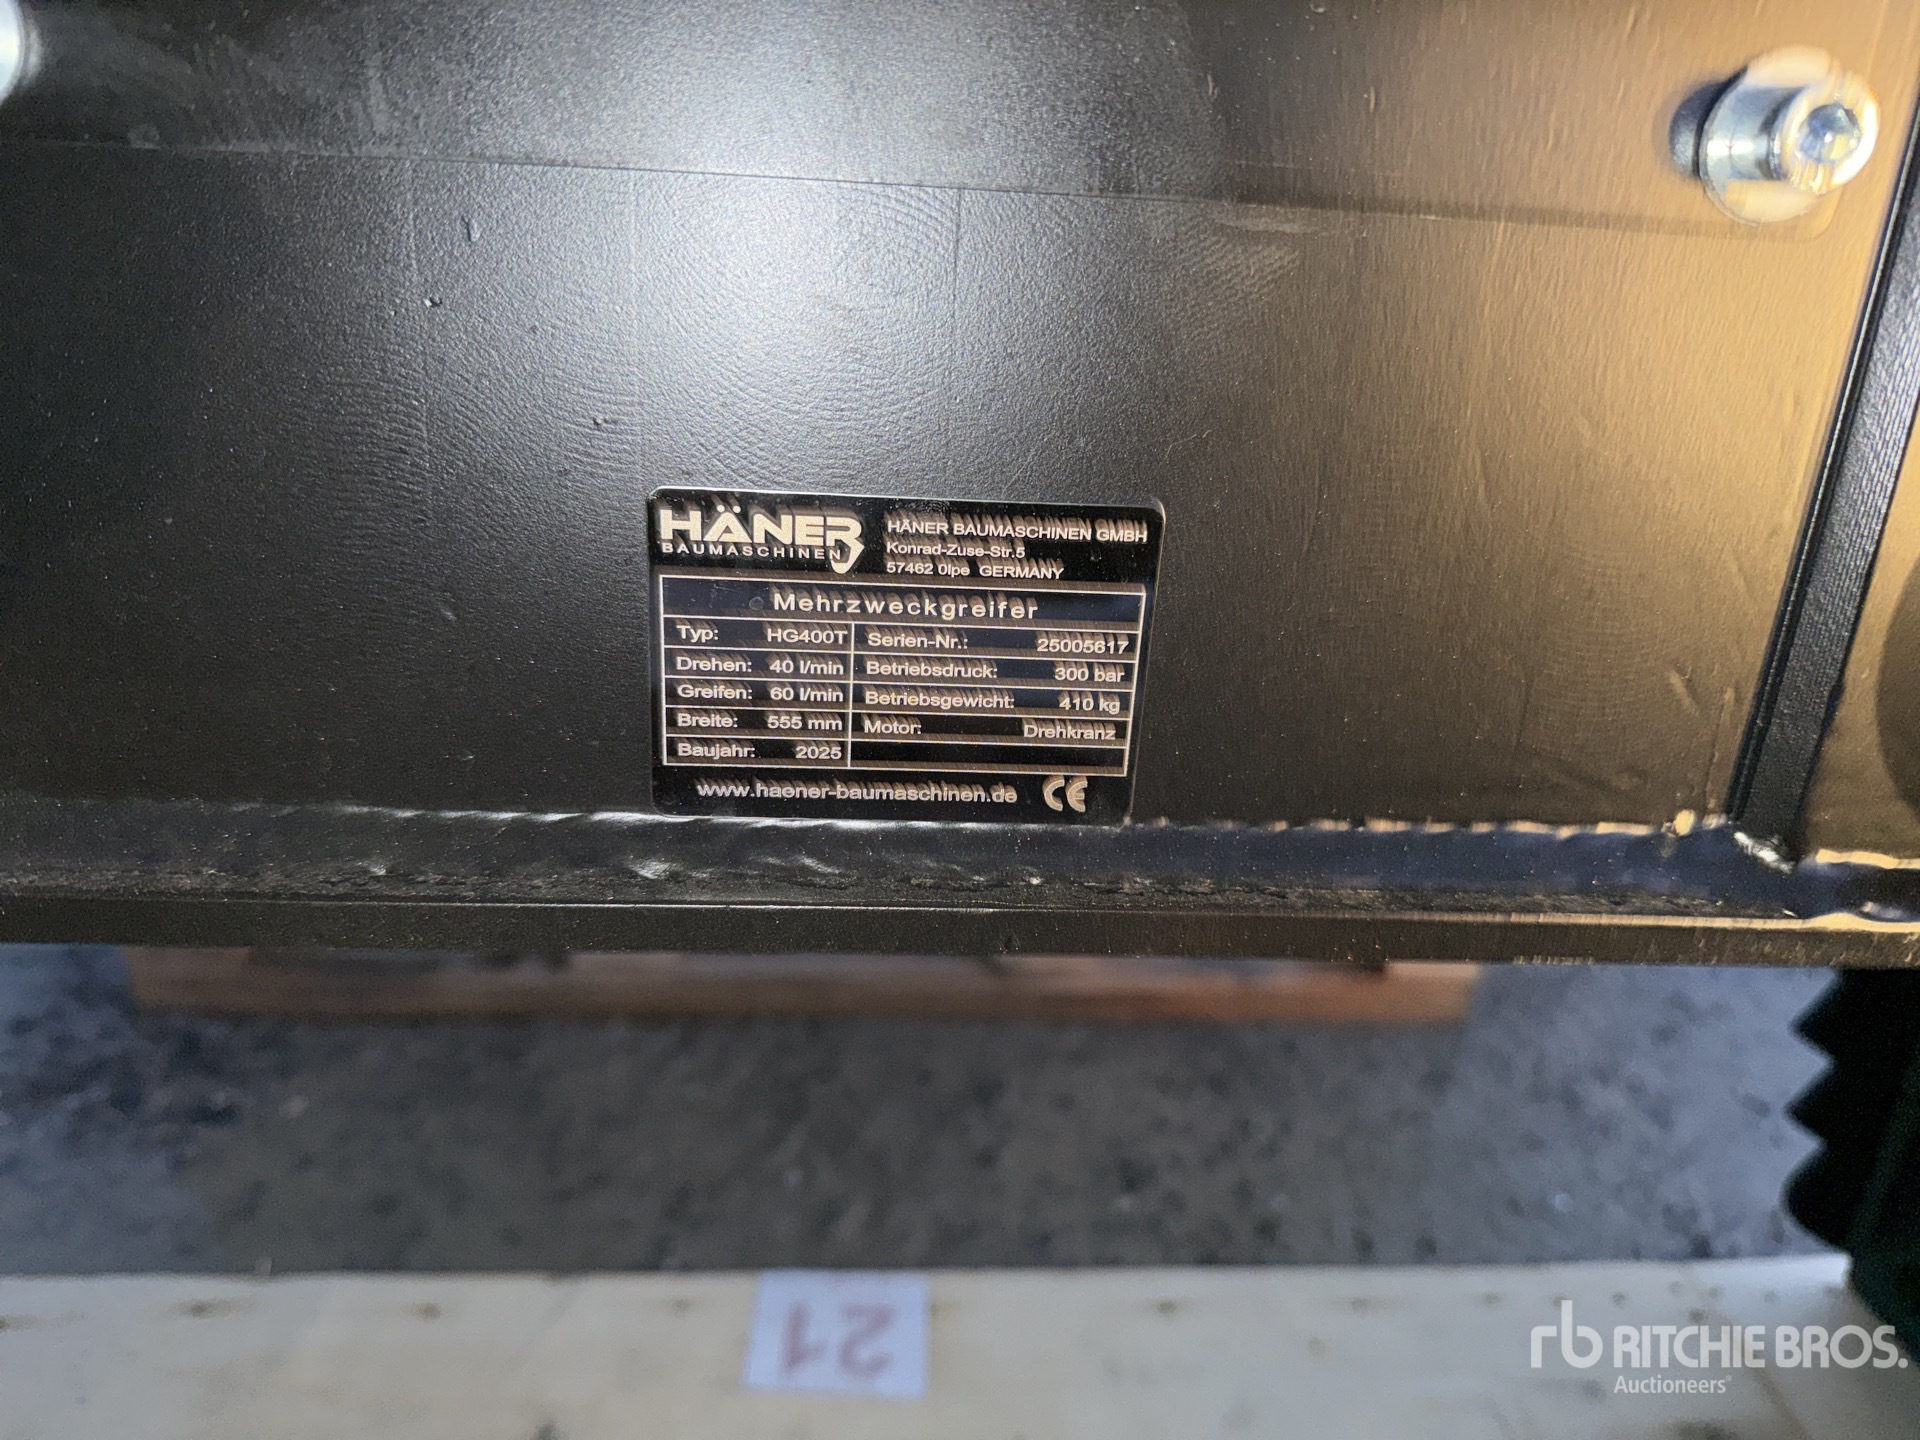 HÄNER
BAUMASCHINEN
HÄNER BAUMASCHINEN GMBH
Konrad-Zuse-Str.5
57462 Olpe GERMANY
Mehrzweckgreifer
Typ: HG400T Serien-Nr.: 25005617
Drehen: 40 l/min Betriebsdruck: 300 bar
Greifen: 60 l/min Betriebsgewicht: 410 kg
Breite: 555 mm Motor: Drehkranz
Baujahr: 2025
www.haener-baumaschinen.de CE
21
rb RITCHIE BROS.
Auctioneers